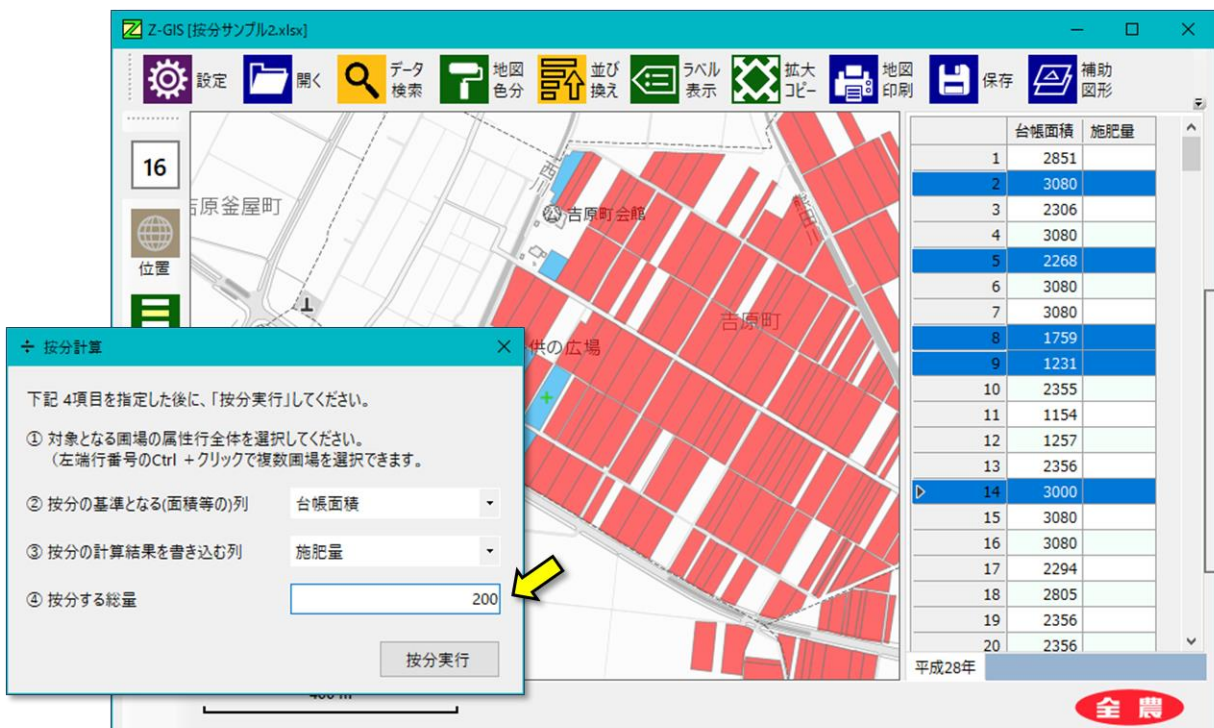 Z-GIS [按分サンプル2.xlsx]
設定
開く
データ
検索
地図
色分
並び
換え
ラベル
表示
拡大
コピー
地図
印刷
保存
補助
図形
16
位置
吉原釜屋町
西川
吉原町会館
吉原町
供の広場
台帳面積 施肥量
1 2851
2 3080
3 2306
4 3080
5 2268
6 3080
7 3080
8 1759
9 1231
10 2355
11 1154
12 1257
13 2356
14 3000
15 3080
16 3080
17 2294
18 2805
19 2356
20 2356
平成28年
按分計算
下記 4項目を指定した後に、「按分実行」してください。
① 対象となる圃場の属性行全体を選択してください。
（左端行番号のCtrl +クリックで複数圃場を選択できます。
② 按分の基準となる(面積等の)列 台帳面積
③ 按分の計算結果を書き込む列 施肥量
④ 按分する総量 200
按分実行
400 m
全農